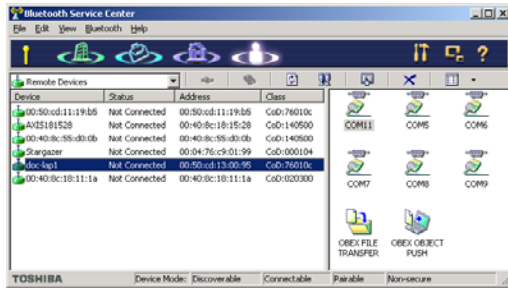 Bluetooth Service Center
File Edit View Bluetooth Help
?
Remote Devices
Device Status Address Class
00:50:cd:11:19:b5 Not Connected 00:50:cd:11:19:b5 CoD:76010c
AXIS181528 Not Connected 00:40:8c:18:15:28 CoD:140500
00:40:8c:55:d0:0b Not Connected 00:40:8c:55:d0:0b CoD:140500
Stargazer Not Connected 00:04:76:c9:01:99 CoD:000104
doc-lap1 Not Connected 00:50:cd:13:00:95 CoD:76010c
00:40:8c:18:11:1a Not Connected 00:40:8c:18:11:1a CoD:020300
COM11 COM5 COM6
COM7 COM8 COM9
OBEX FILE TRANSFER
OBEX OBJECT PUSH
TOSHIBA Device Mode: Discoverable Connectable Pairable Non-secure